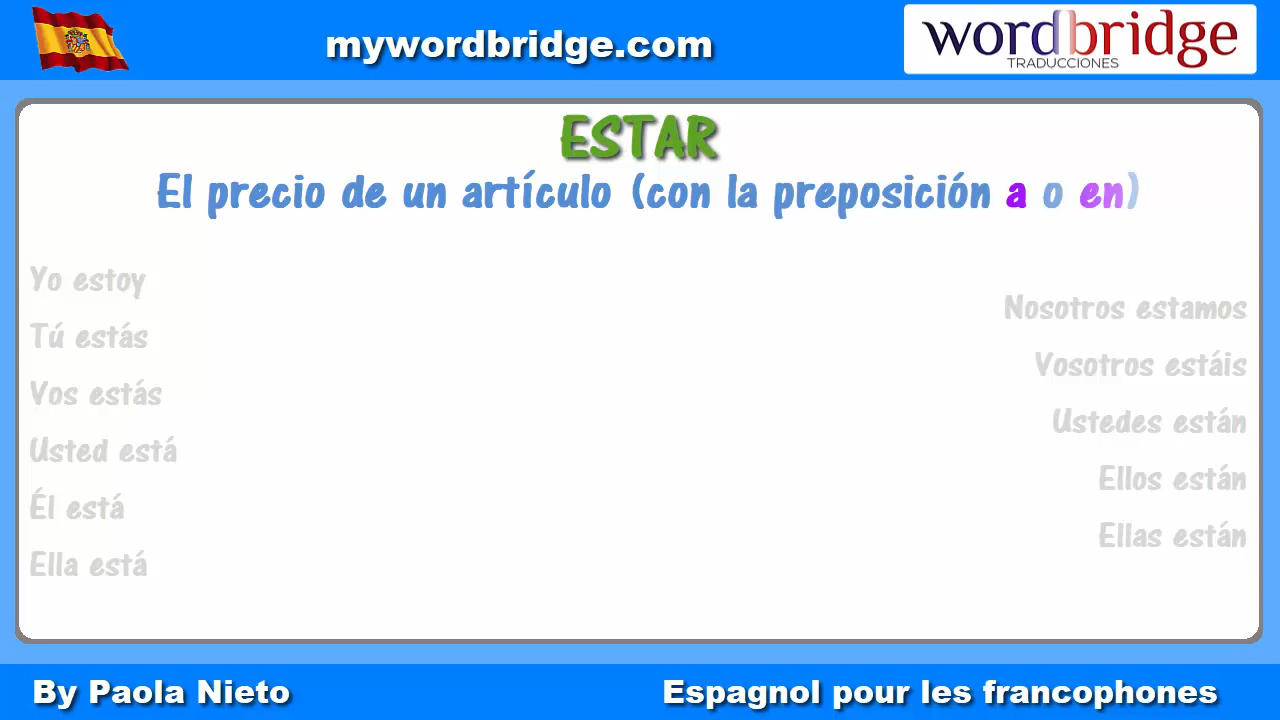 mywordbridge.com
wordbridge
TRADUCCIONES
ESTAR
El precio de un artículo (con la preposición a o en)
Yo estoy
Tú estás
Vos estás
Usted está
Él está
Ella está
Nosotros estamos
Vosotros estáis
Ustedes están
Ellos están
Ellas están
By Paola Nieto
Espagnol pour les francophones